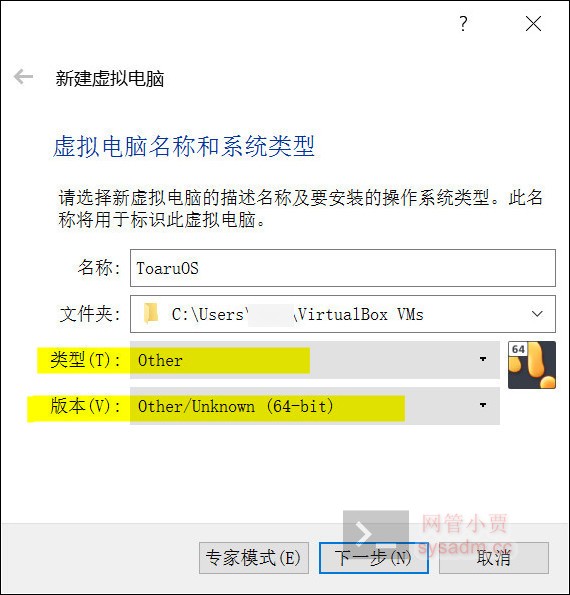 ?
新建虚拟电脑
虚拟电脑名称和系统类型
请选择新虚拟电脑的描述名称及要安装的操作系统类型。此名
称将用于标识此虚拟电脑。
名称: ToaruOS
文件夹: C:\Users\ \VirtualBox VMs
类型(T): Other
64
版本(V): Other/Unknown (64-bit)
网管小贾
sysadm.cc
专家模式(E) 下一步(N) 取消